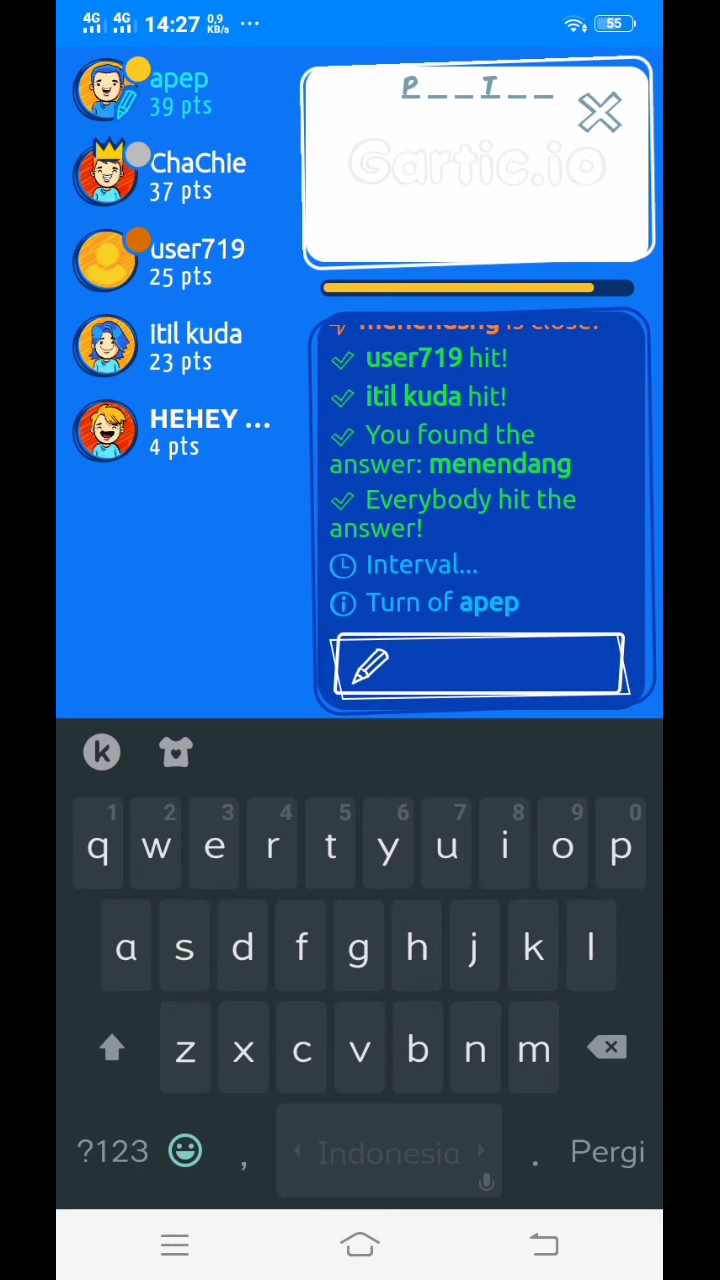 4G 4G 14:27 0,9 KB/s ... 55
apep
39 pts
ChaChie
37 pts
user719
25 pts
itil kuda
23 pts
HEHEY ...
4 pts
P _ _ T _ _
Gartic.io
menendang is close!
user719 hit!
itil kuda hit!
You found the
answer: menendang
Everybody hit the
answer!
Interval...
Turn of apep
k
1 2 3 4 5 6 7 8 9 0
q w e r t y u i o p
a s d f g h j k l
z x c v b n m
?123 , Indonesia . Pergi